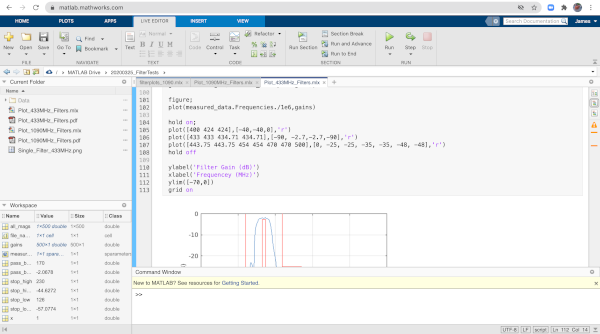 matlab.mathworks.com
HOME
PLOTS
APPS
LIVE EDITOR
INSERT
VIEW
Search Documentation
James
New
Open
Save
Go To
Find
Bookmark
Text
Normal
Code
Control
Task
Refactor
Run Section
Section Break
Run and Advance
Run to End
Run
Step
Stop
FILE
NAVIGATE
TEXT
CODE
SECTION
RUN
/ MATLAB Drive / 20200325_FilterTests
Current Folder
Name
Data
Plot_433MHz_Filters.mlx
Plot_433MHz_Filters.pdf
Plot_1090MHz_Filters.mlx
Plot_1090MHz_Filters.pdf
Single_Filter_433MHz.png
Workspace
Name Value Size Class
all_mags 1×500 double 1×500 double
file_na... 1×1 cell 1×1 cell
gains 500×1 double 500×1 double
measur... 1×1 spara... 1×1 sparameters
pass_b... 170 1×1 double
pass_b... -2.0678 1×1 double
stop_high 230 1×1 double
stop_hi... -44.6272 1×1 double
stop_low 126 1×1 double
stop_lo... -57.0774 1×1 double
x 1 1×1 double
Plot_1090MHz_Filters.mlx
Plot_433MHz_Filters.mlx
100
101 figure;
102 plot(measured_data.Frequencies./1e6,gains)
103
104 hold on;
105 plot([400 424 424],[-40,-40,0],'r')
106 plot([433 433 434.71 434.71],[-90, -2.7,-2.7,-90],'r')
107 plot([443.75 443.75 454 454 470 470 500],[0, -25, -25, -35, -35, -48, -48],'r')
108 hold off
109
110 ylabel('Filter Gain (dB)')
111 xlabel('Frequencey (MHz)')
112 ylim([-70,0])
113 grid on
0
-10
-20
Command Window
New to MATLAB? See resources for Getting Started.
>>
14
UTF-8
LF
script
Ln 112 Col 14